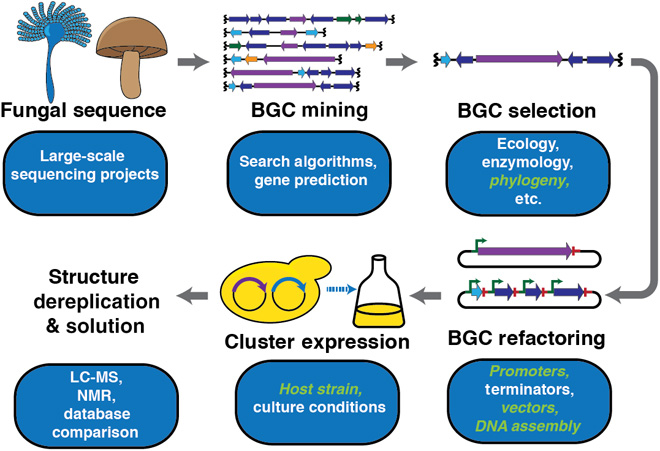 Fungal sequence
Large-scale
sequencing projects
BGC mining
Search algorithms,
gene prediction
BGC selection
Ecology,
enzymology,
phylogeny,
etc.
BGC refactoring
Promoters,
terminators,
vectors,
DNA assembly
Cluster expression
Host strain,
culture conditions
Structure
dereplication
& solution
LC-MS,
NMR,
database
comparison